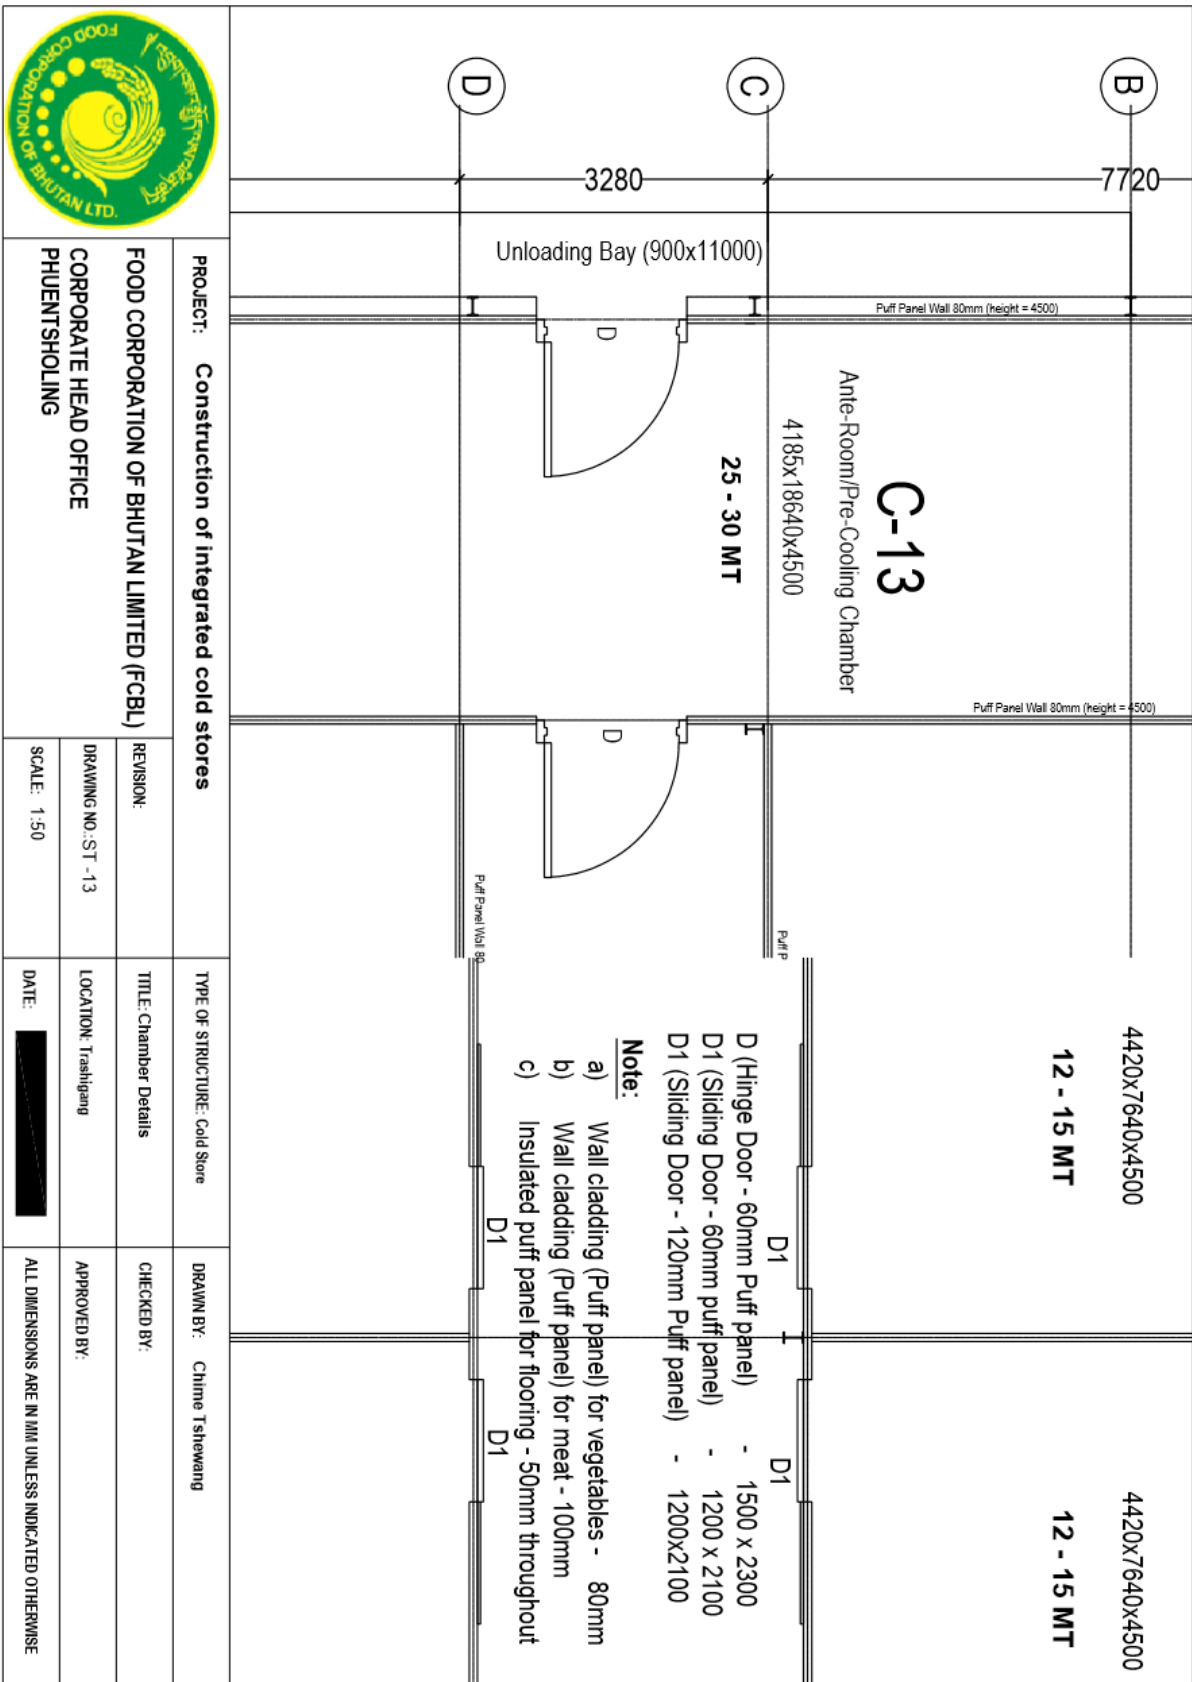 B
C
D
7720
3280
Unloading Bay (900x11000)
Puff Panel Wall 80mm (height = 4500)
D
C-13
Ante-Room/Pre-Cooling Chamber
4185x18640x4500
25 - 30 MT
Puff Panel Wall 80mm (height = 4500)
D
Puff P
Puff Panel Wall 80
4420x7640x4500
12 - 15 MT
4420x7640x4500
12 - 15 MT
D1
D1
D (Hinge Door - 60mm Puff panel) - 1500 x 2300
D1 (Sliding Door - 60mm puff panel) - 1200 x 2100
D1 (Sliding Door - 120mm Puff panel) - 1200x2100
Note:
a) Wall cladding (Puff panel) for vegetables - 80mm
b) Wall cladding (Puff panel) for meat - 100mm
c) Insulated puff panel for flooring - 50mm throughout
D1
D1
FOOD CORPORATION OF BHUTAN LTD.
PROJECT: Construction of integrated cold stores
FOOD CORPORATION OF BHUTAN LIMITED (FCBL)
CORPORATE HEAD OFFICE
PHUENTSHOLING
REVISION:
DRAWING NO.:ST -13
SCALE: 1:50
TYPE OF STRUCTURE: Cold Store
TITLE: Chamber Details
LOCATION: Trashigang
DATE:
DRAWN BY: Chime Tshewang
CHECKED BY:
APPROVED BY:
ALL DIMENSIONS ARE IN MM UNLESS INDICATED OTHERWISE